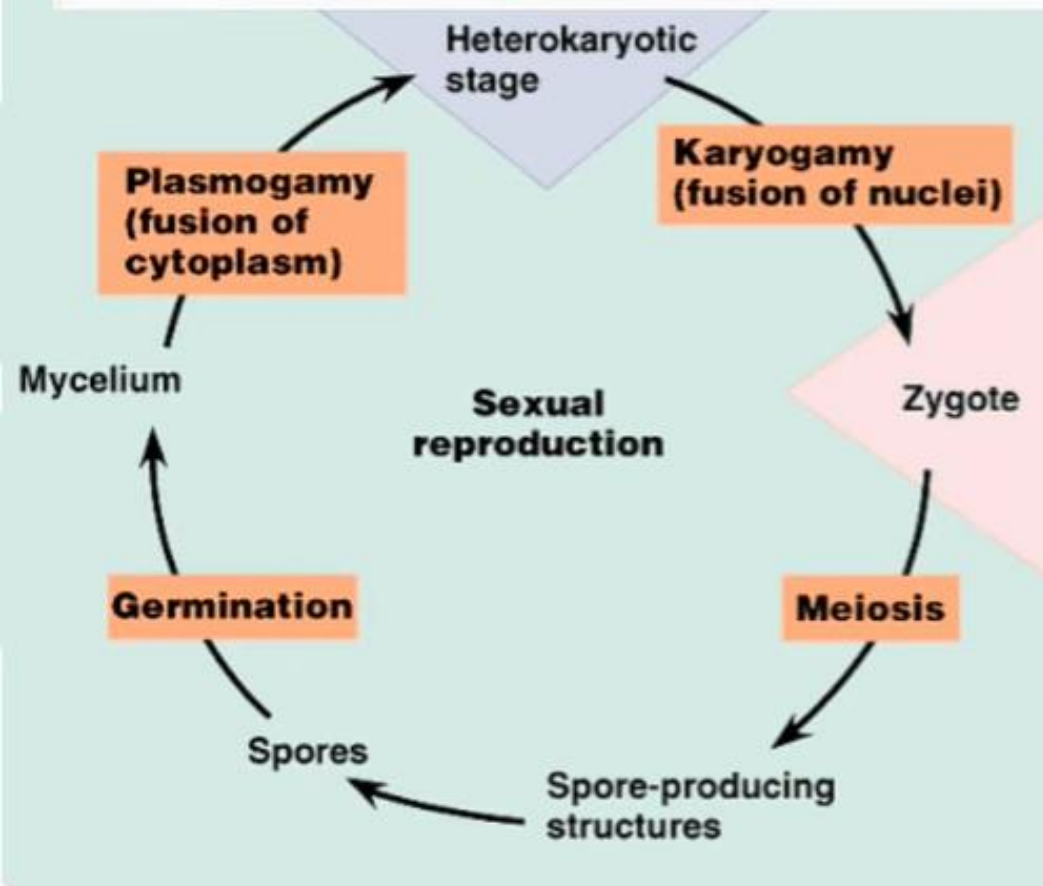 Heterokaryotic
stage
Karyogamy
(fusion of nuclei)
Plasmogamy
(fusion of
cytoplasm)
Mycelium
Zygote
Sexual
reproduction
Germination
Meiosis
Spores
Spore-producing
structures